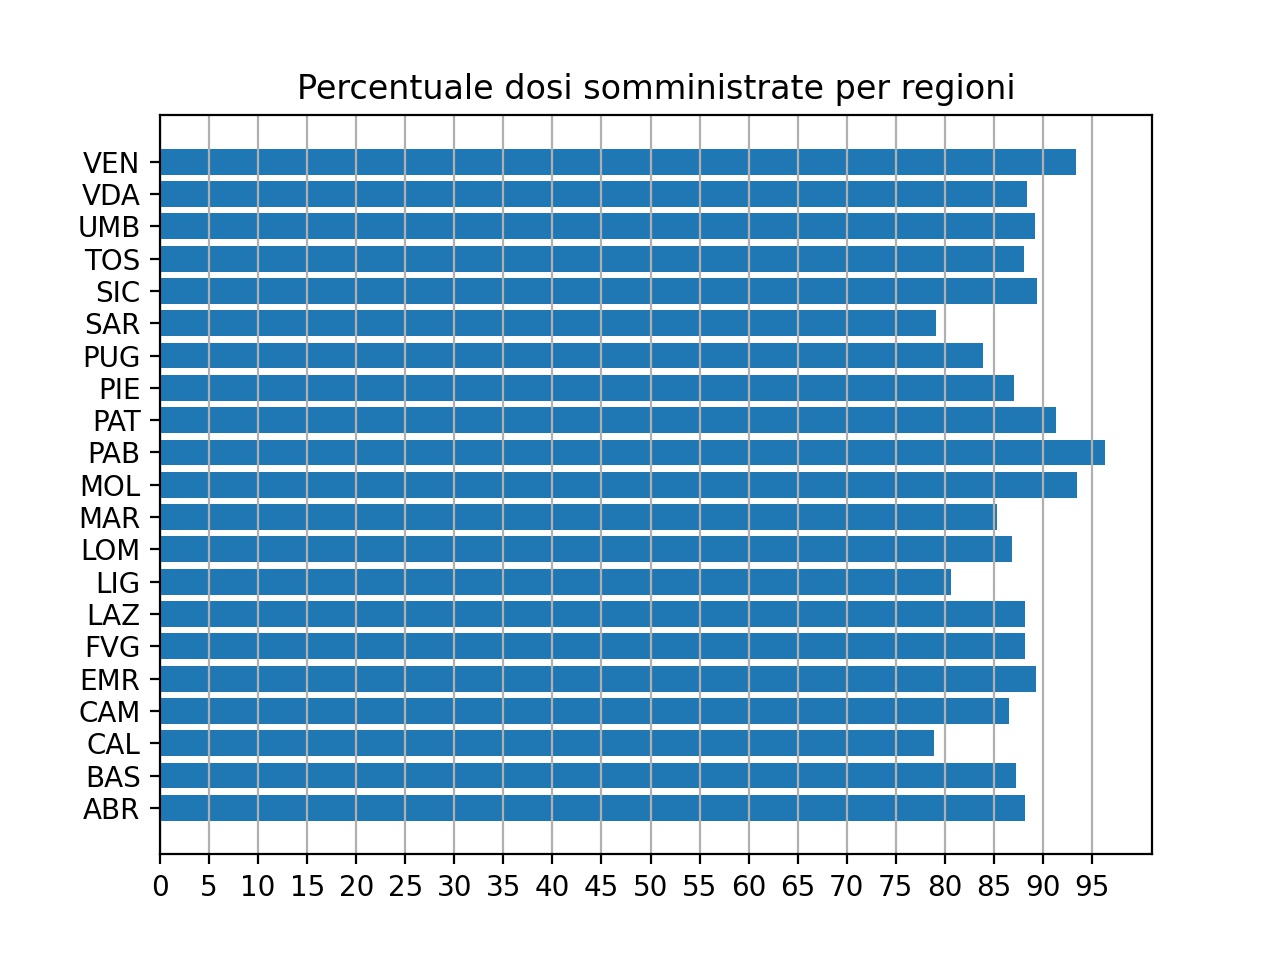 Percentuale dosi somministrate per regioni
VEN
VDA
UMB
TOS
SIC
SAR
PUG
PIE
PAT
PAB
MOL
MAR
LOM
LIG
LAZ
FVG
EMR
CAM
CAL
BAS
ABR
0 5 10 15 20 25 30 35 40 45 50 55 60 65 70 75 80 85 90 95